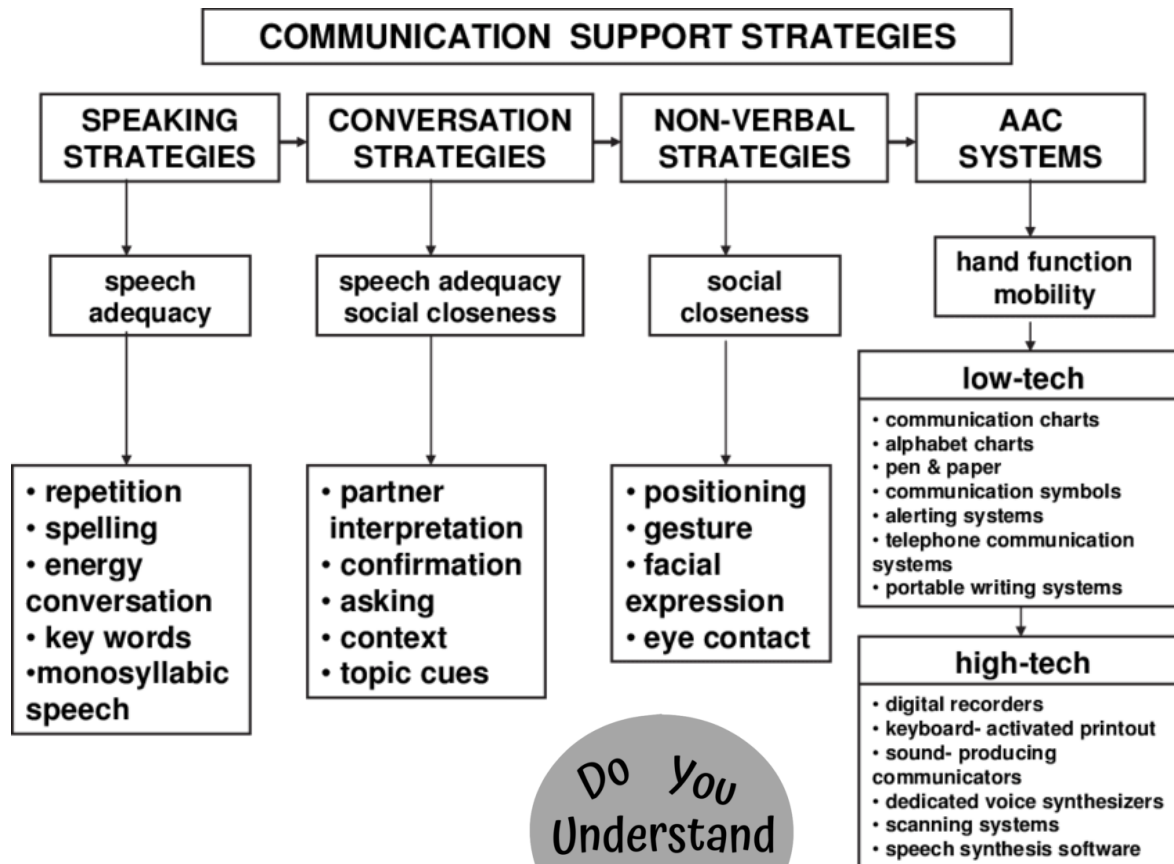 COMMUNICATION SUPPORT STRATEGIES
SPEAKING
STRATEGIES
CONVERSATION
STRATEGIES
NON-VERBAL
STRATEGIES
AAC
SYSTEMS
speech
adequacy
speech adequacy
social closeness
social
closeness
hand function
mobility
• repetition
• spelling
• energy
conversation
• key words
•monosyllabic
speech
• partner
interpretation
• confirmation
• asking
• context
• topic cues
• positioning
• gesture
• facial
expression
• eye contact
low-tech
• communication charts
• alphabet charts
• pen & paper
• communication symbols
• alerting systems
• telephone communication
systems
• portable writing systems
high-tech
• digital recorders
• keyboard- activated printout
• sound- producing
communicators
• dedicated voice synthesizers
• scanning systems
• speech synthesis software
Do You
Understand